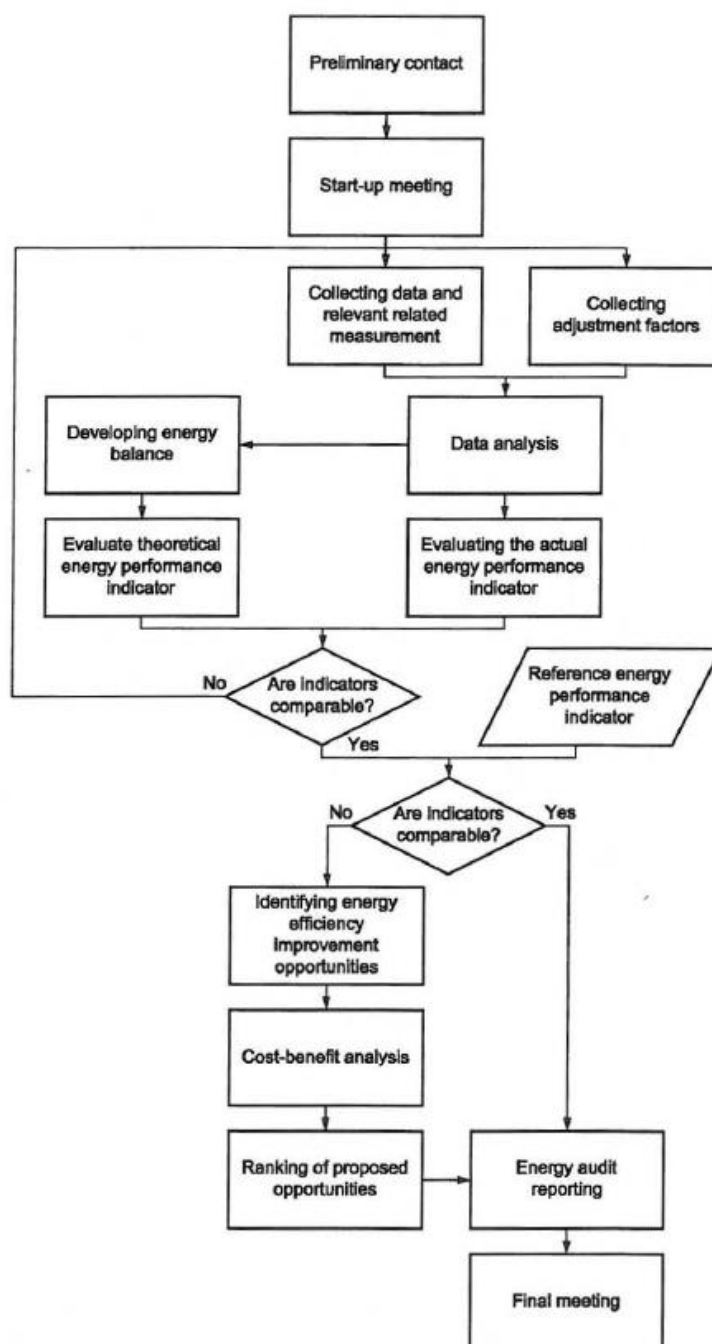 Preliminary contact
Start-up meeting
Collecting data and
relevant related
measurement
Collecting
adjustment factors
Developing energy
balance
Data analysis
Evaluate theoretical
energy performance
indicator
Evaluating the actual
energy performance
indicator
No
Are indicators
comparable?
Yes
Reference energy
performance
indicator
No
Are indicators
comparable?
Yes
Identifying energy
efficiency
improvement
opportunities
Cost-benefit analysis
Ranking of proposed
opportunities
Energy audit
reporting
Final meeting